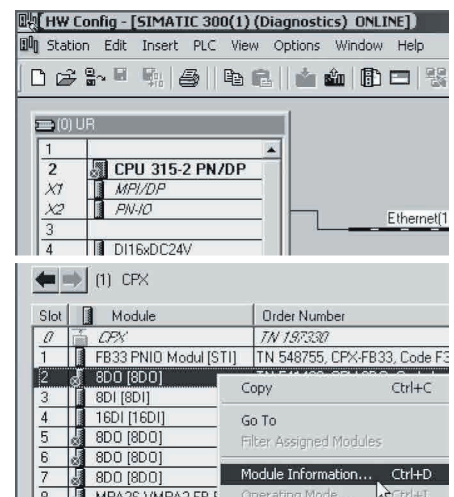 HW Config - [SIMATIC 300(1) (Diagnostics) ONLINE]
Station Edit Insert PLC View Options Window Help
(0) UR
1
2 CPU 315-2 PN/DP
X1 MPI/DP
X2 PN-IO
3
4 DI16xDC24V
Ethernet(1
(1) CPX
Slot Module Order Number
0 CPX TN 197330
1 FB33 PNIO Modul [STI] TN 548755, CPX-FB33, Code F3
2 8DO [8DO]
3 8DI [8DI]
4 16DI [16DI]
5 8DO [8DO]
6 8DO [8DO]
7 8DO [8DO]
Copy Ctrl+C
Go To
Filter Assigned Modules
Module Information... Ctrl+D
Operating Mode... Ctrl+I